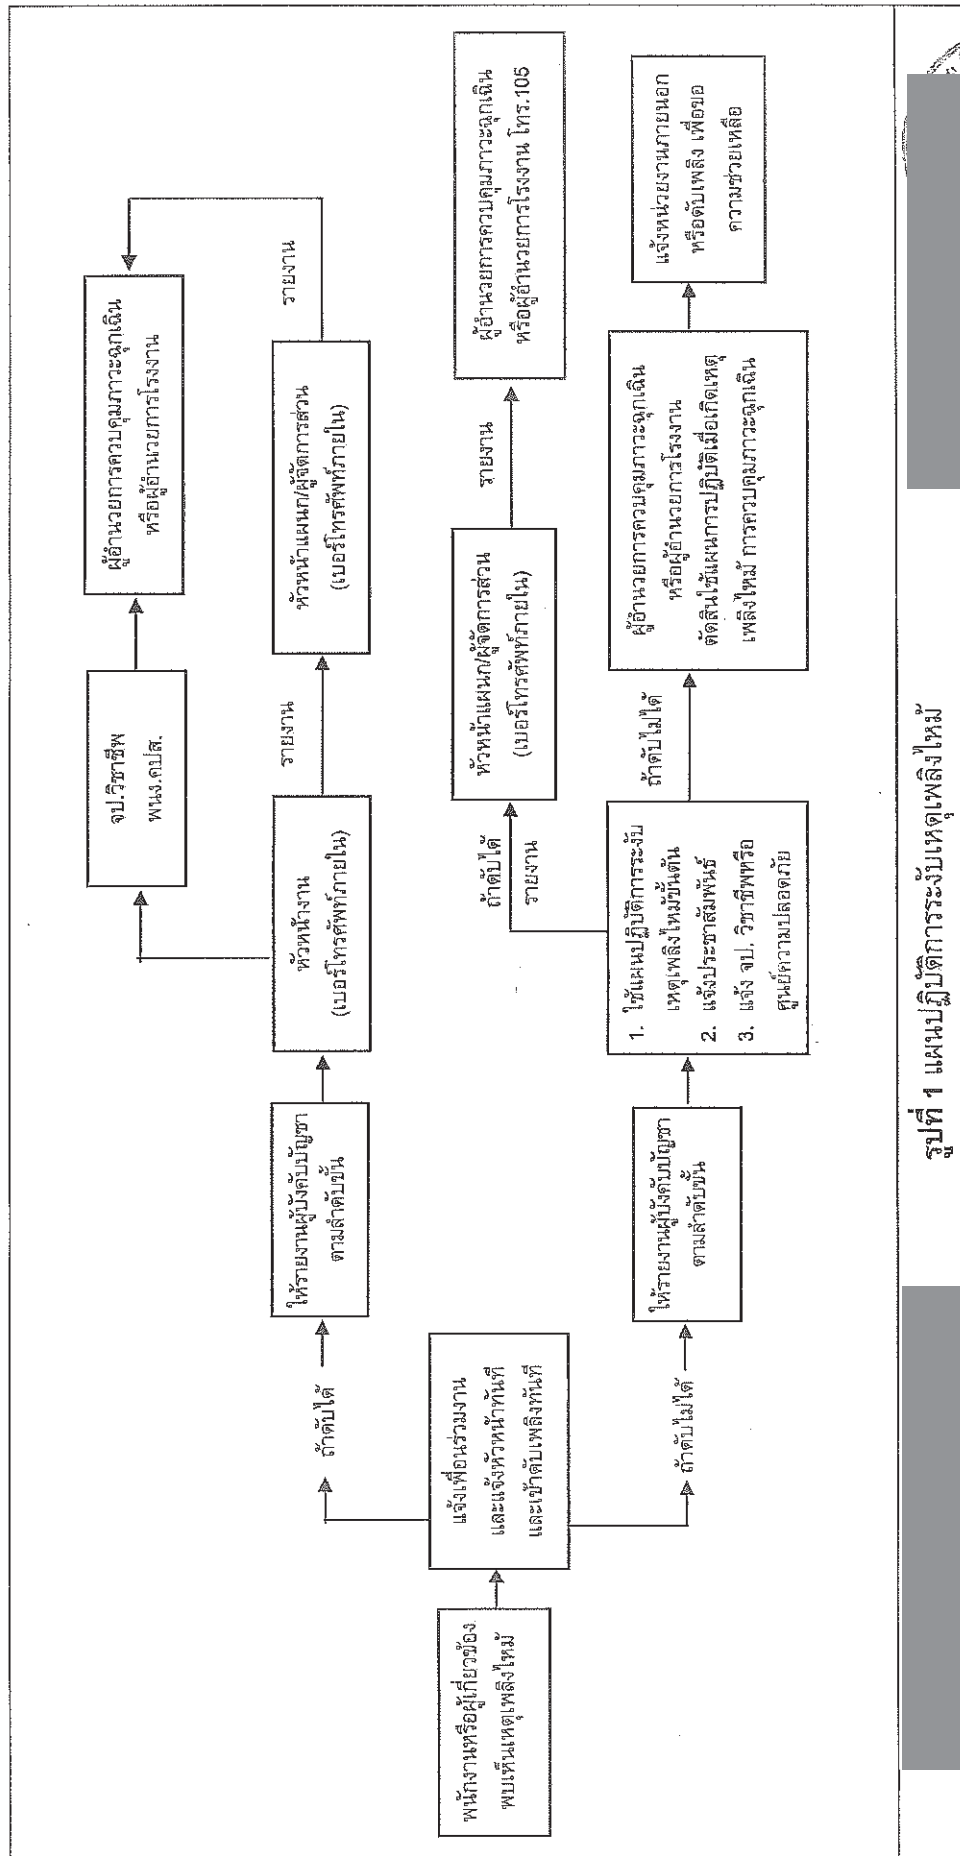 พนักงานหรือผู้เกี่ยวข้อง
พบเห็นเหตุเพลิงไหม้
แจ้งเพื่อนร่วมงาน
และแจ้งหัวหน้าทันที
และเข้าดับเพลิงทันที
ถ้าดับได้
ให้รายงานผู้บังคับบัญชา
ตามลำดับขั้น
หัวหน้างาน
(เบอร์โทรศัพท์ภายใน)
จป.วิชาชีพ
พนง.คปส.
รายงาน
หัวหน้าแผนก/ผู้จัดการส่วน
(เบอร์โทรศัพท์ภายใน)
รายงาน
ผู้อำนวยการควบคุมภาวะฉุกเฉิน
หรือผู้อำนวยการโรงงาน
ถ้าดับไม่ได้
ให้รายงานผู้บังคับบัญชา
ตามลำดับขั้น
1. ใช้แผนปฏิบัติการระงับ
เหตุเพลิงไหม้ขั้นต้น
2. แจ้งประชาสัมพันธ์
3. แจ้ง จป. วิชาชีพหรือ
ศูนย์ความปลอดภัย
ถ้าดับได้
รายงาน
หัวหน้าแผนก/ผู้จัดการส่วน
(เบอร์โทรศัพท์ภายใน)
รายงาน
ผู้อำนวยการควบคุมภาวะฉุกเฉิน
หรือผู้อำนวยการโรงงาน โทร.105
ถ้าดับไม่ได้
ผู้อำนวยการควบคุมภาวะฉุกเฉิน
หรือผู้อำนวยการโรงงาน
ตัดสินใช้แผนการปฏิบัติเมื่อเกิดเหตุ
เพลิงไหม้ การควบคุมภาวะฉุกเฉิน
แจ้งหน่วยงานภายนอก
หรือดับเพลิง เพื่อขอ
ความช่วยเหลือ
รูปที่ 1 แผนปฏิบัติการระงับเหตุเพลิงไหม้